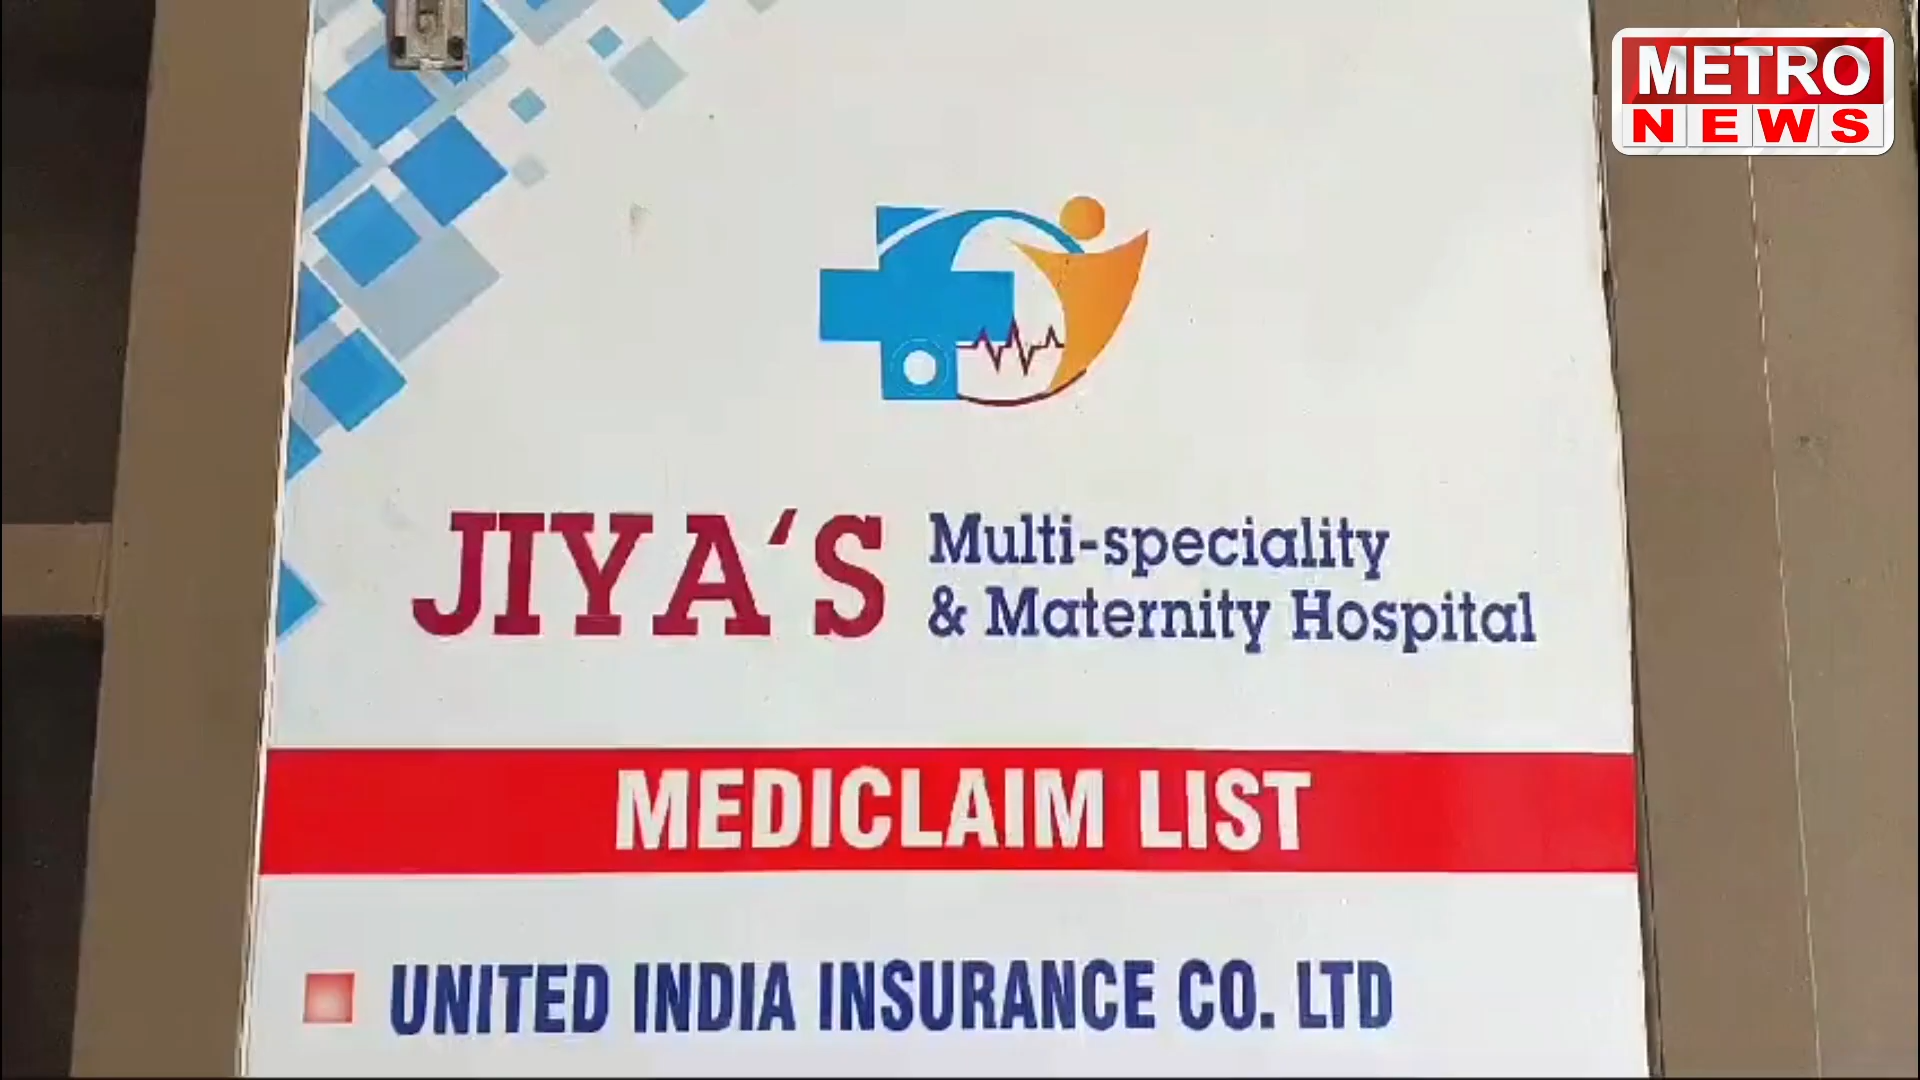 METRO
NEWS
JIYA'S
Multi-speciality
& Maternity Hospital
MEDICLAIM LIST
UNITED INDIA INSURANCE CO. LTD